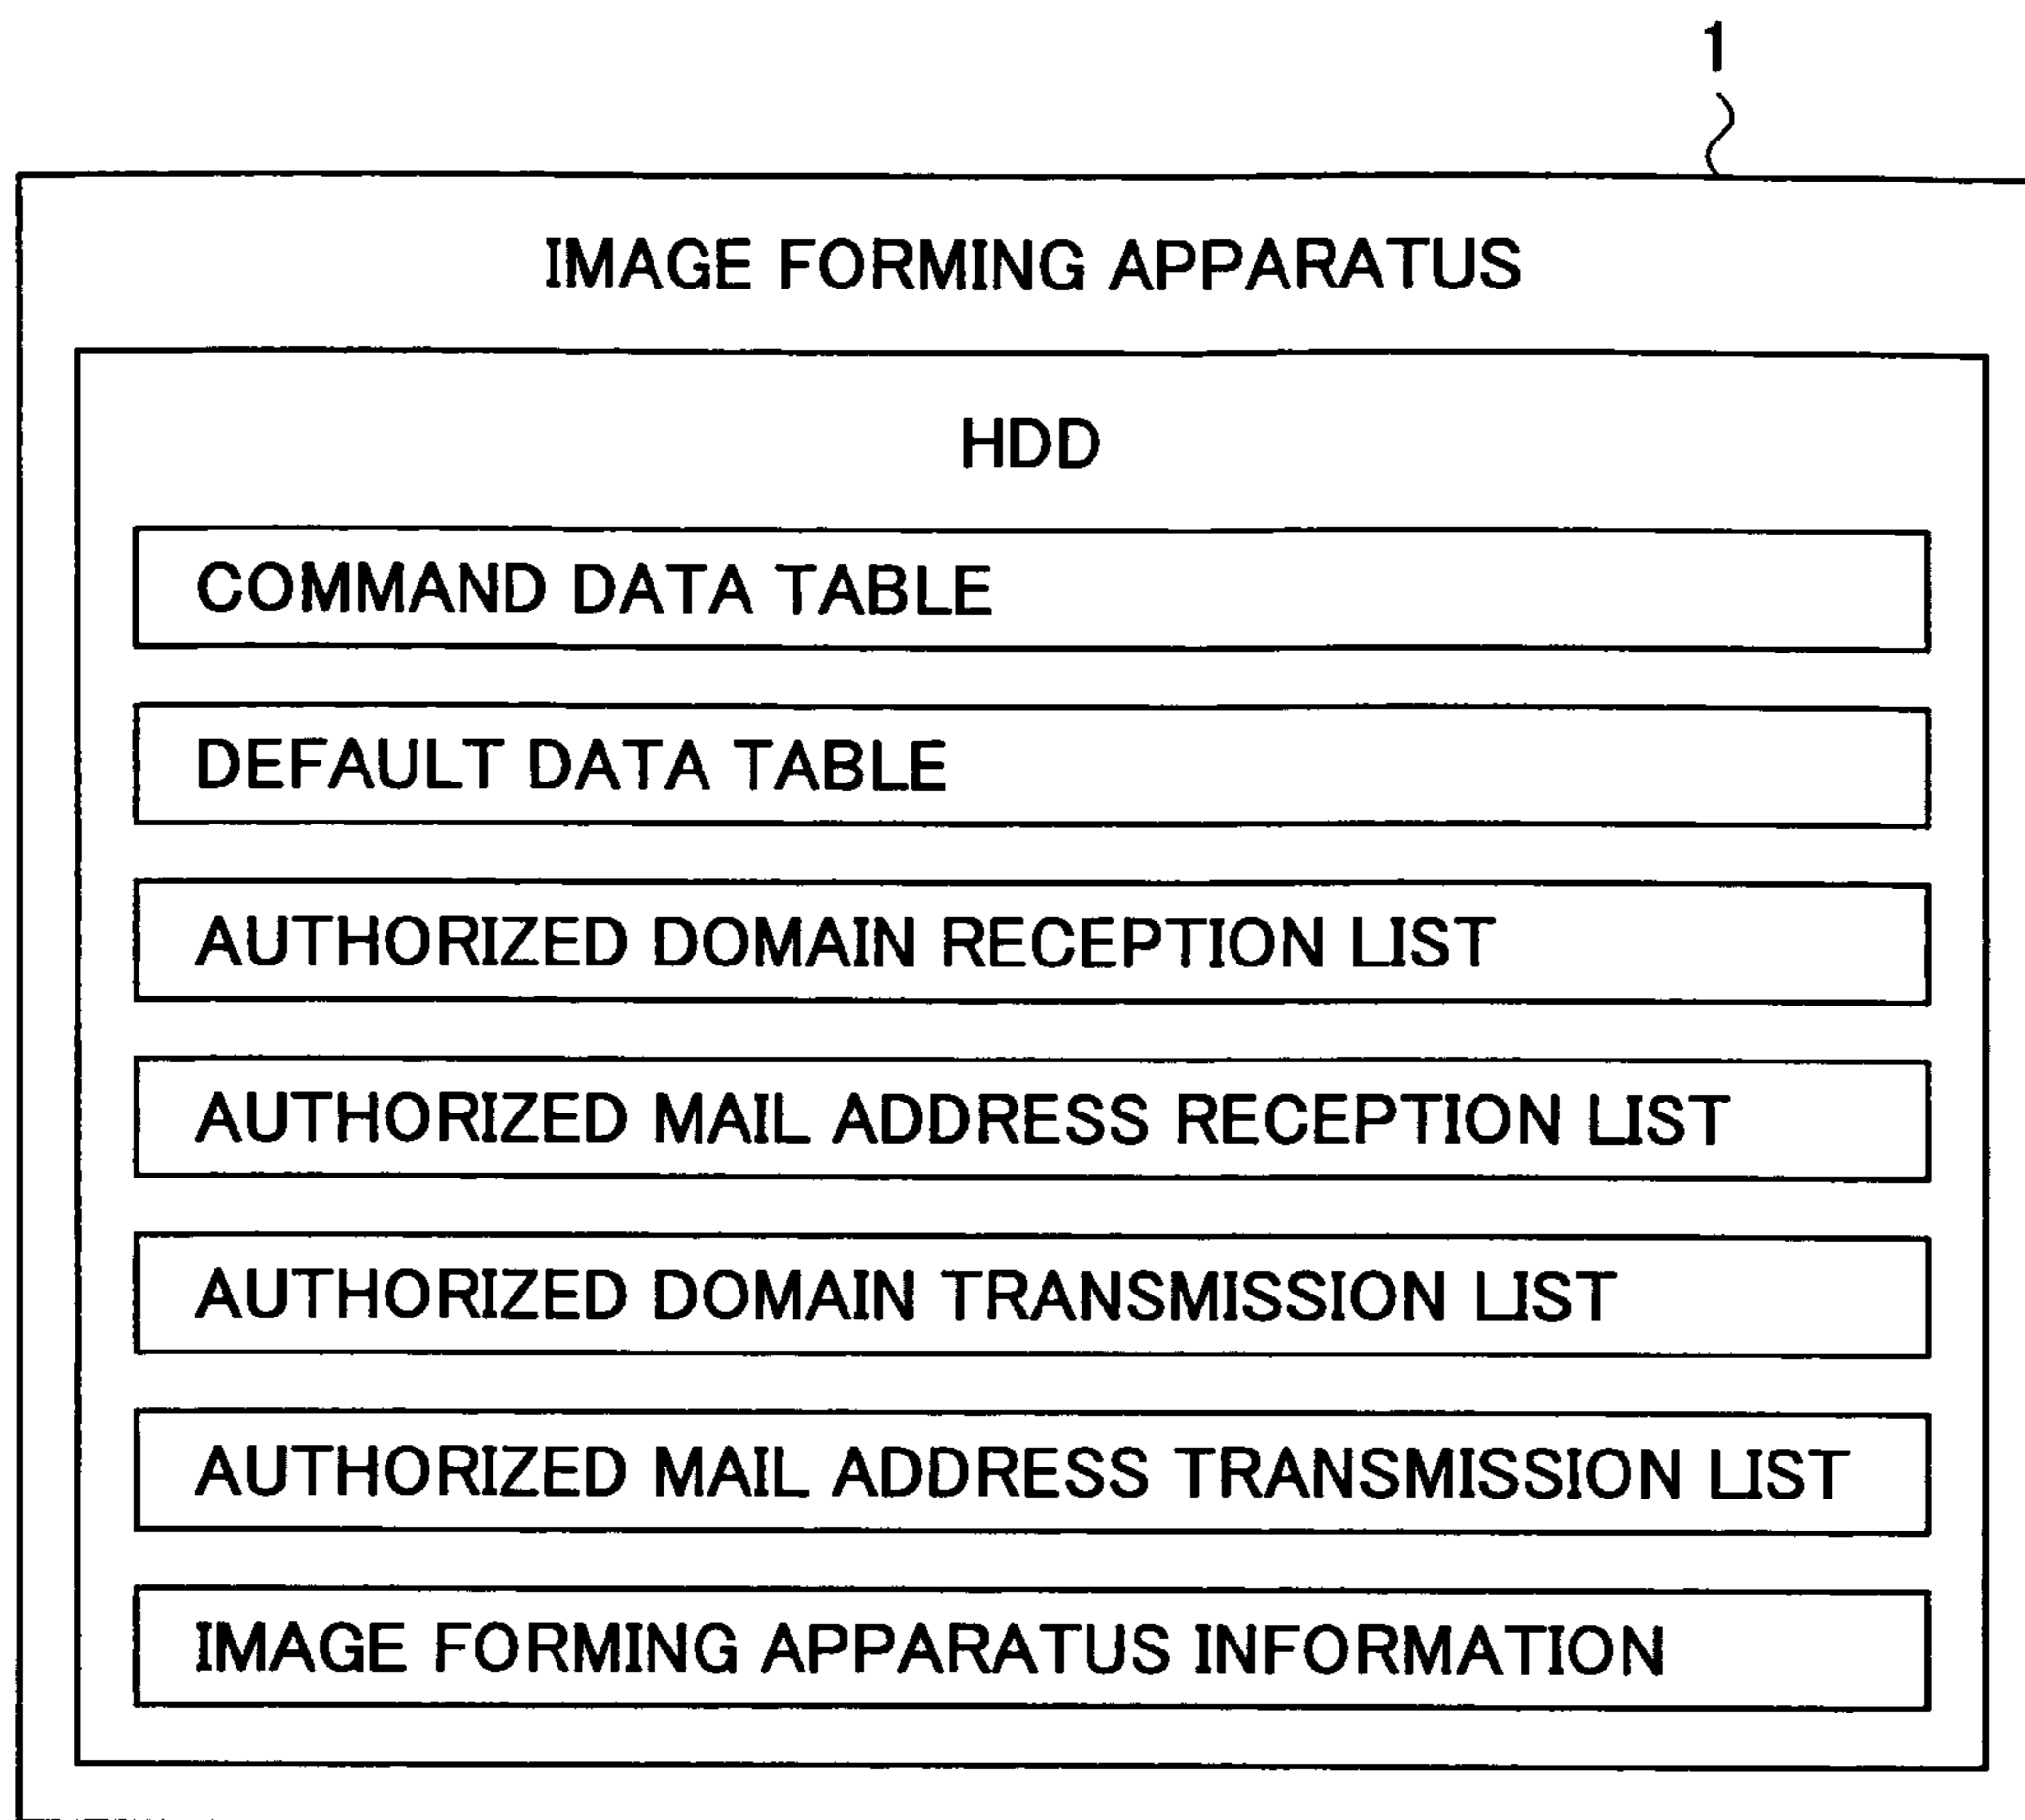 1
IMAGE FORMING APPARATUS
HDD
COMMAND DATA TABLE
DEFAULT DATA TABLE
AUTHORIZED DOMAIN RECEPTION LIST
AUTHORIZED MAIL ADDRESS RECEPTION LIST
AUTHORIZED DOMAIN TRANSMISSION LIST
AUTHORIZED MAIL ADDRESS TRANSMISSION LIST
IMAGE FORMING APPARATUS INFORMATION